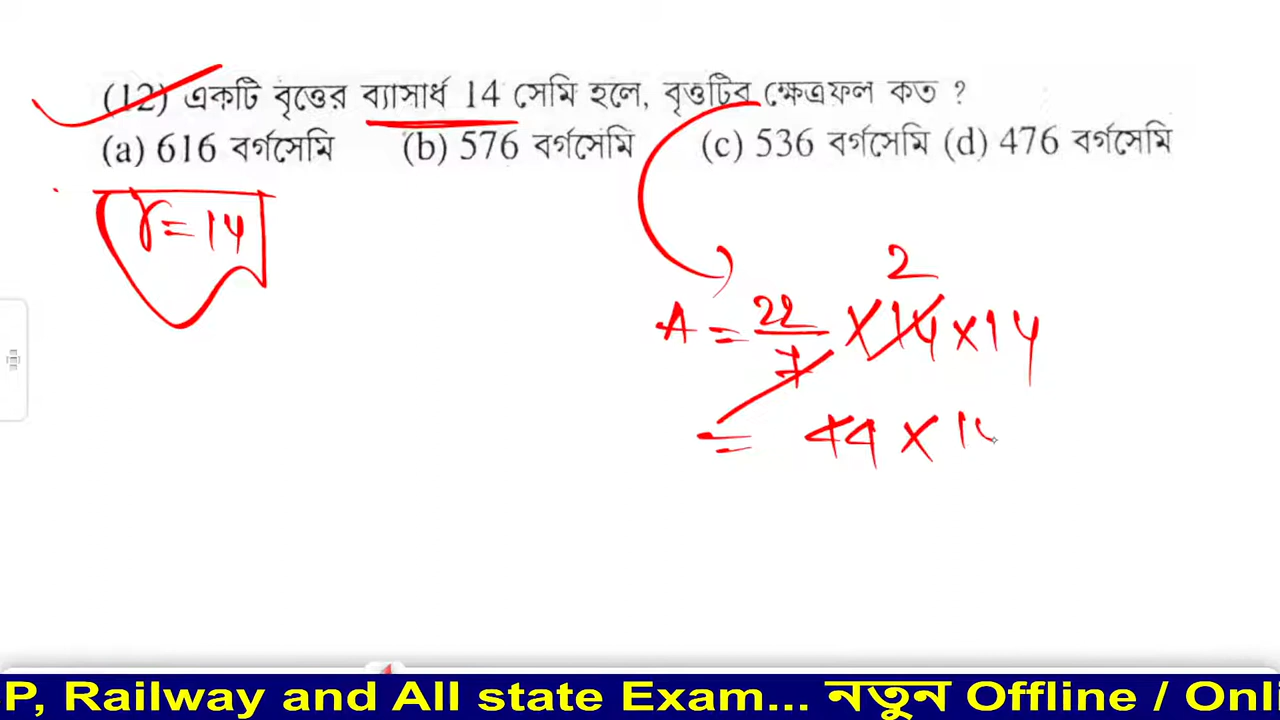 (12) একটি বৃত্তের ব্যাসার্ধ 14 সেমি হলে, বৃত্তটির ক্ষেত্রফল কত ?
(a) 616 বর্গসেমি (b) 576 বর্গসেমি (c) 536 বর্গসেমি (d) 476 বর্গসেমি
r = 14
2
A = 22/7 × 14 × 14
= 44 × 1
P, Railway and All state Exam... নতুন Offline / Onli